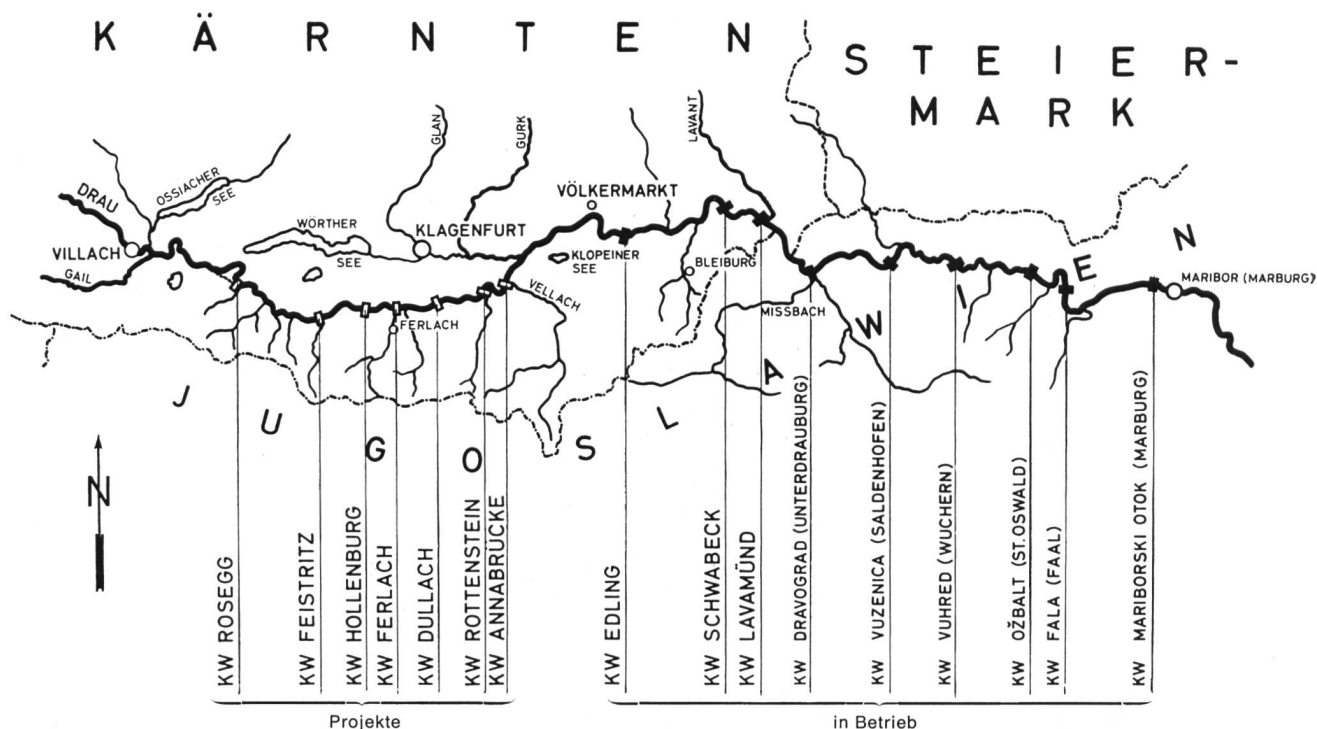 KÄRNTEN
STEIER-
MARK
GLAN
GURK
LAVANT
OSSIACHER
SEE
DRAU
VILLACH
GAIL
WÖRTHER
SEE
KLAGENFURT
VÖLKERMARKT
KLOPEINER
SEE
BLEIBURG
VELLACH
FERLACH
MISSBACH
MARIBOR (MARBURG)
JUGOSLAWIEN
N
KW ROSEGG
KW FEISTRITZ
KW HOLLENBURG
KW FERLACH
KW DULLACH
KW ROTTENSTEIN
KW ANNABRÜCKE
KW EDLING
KW SCHWABECK
KW LAVAMÜND
KW DRAVOGRAD (UNTERDRAUBURG)
KW VUZENICA (SALDENHOFEN)
KW VUHRED (WUCHERN)
KW OŽBALT (ST.OSWALD)
KW FALA (FAAL)
KW MARIBORSKI OTOK (MARBURG)
Projekte
in Betrieb